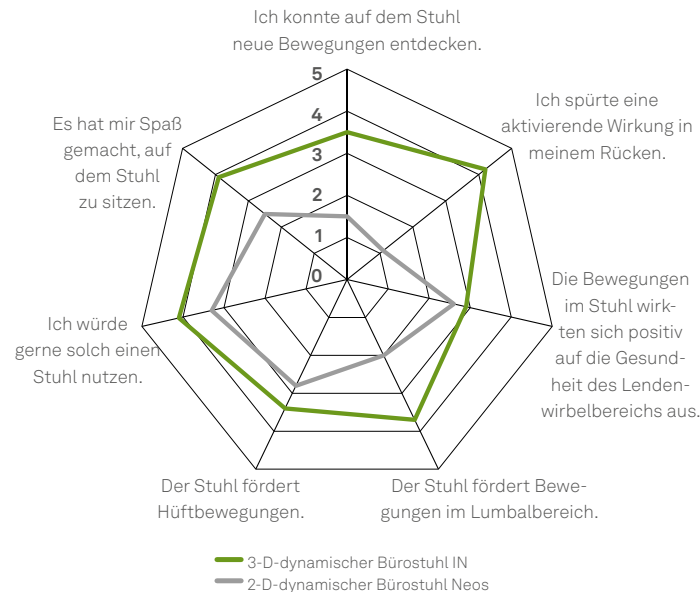 Ich konnte auf dem Stuhl
neue Bewegungen entdecken.
5
4
3
2
1
0
Ich spürte eine
aktivierende Wirkung in
meinem Rücken.
Die Bewegungen
im Stuhl wirk-
ten sich positiv
auf die Gesund-
heit des Lenden-
wirbelbereichs aus.
Der Stuhl fördert Bewe-
gungen im Lumbalbereich.
Der Stuhl fördert
Hüftbewegungen.
Ich würde
gerne solch einen
Stuhl nutzen.
Es hat mir Spaß
gemacht, auf
dem Stuhl
zu sitzen.
3-D-dynamischer Bürostuhl IN
2-D-dynamischer Bürostuhl Neos